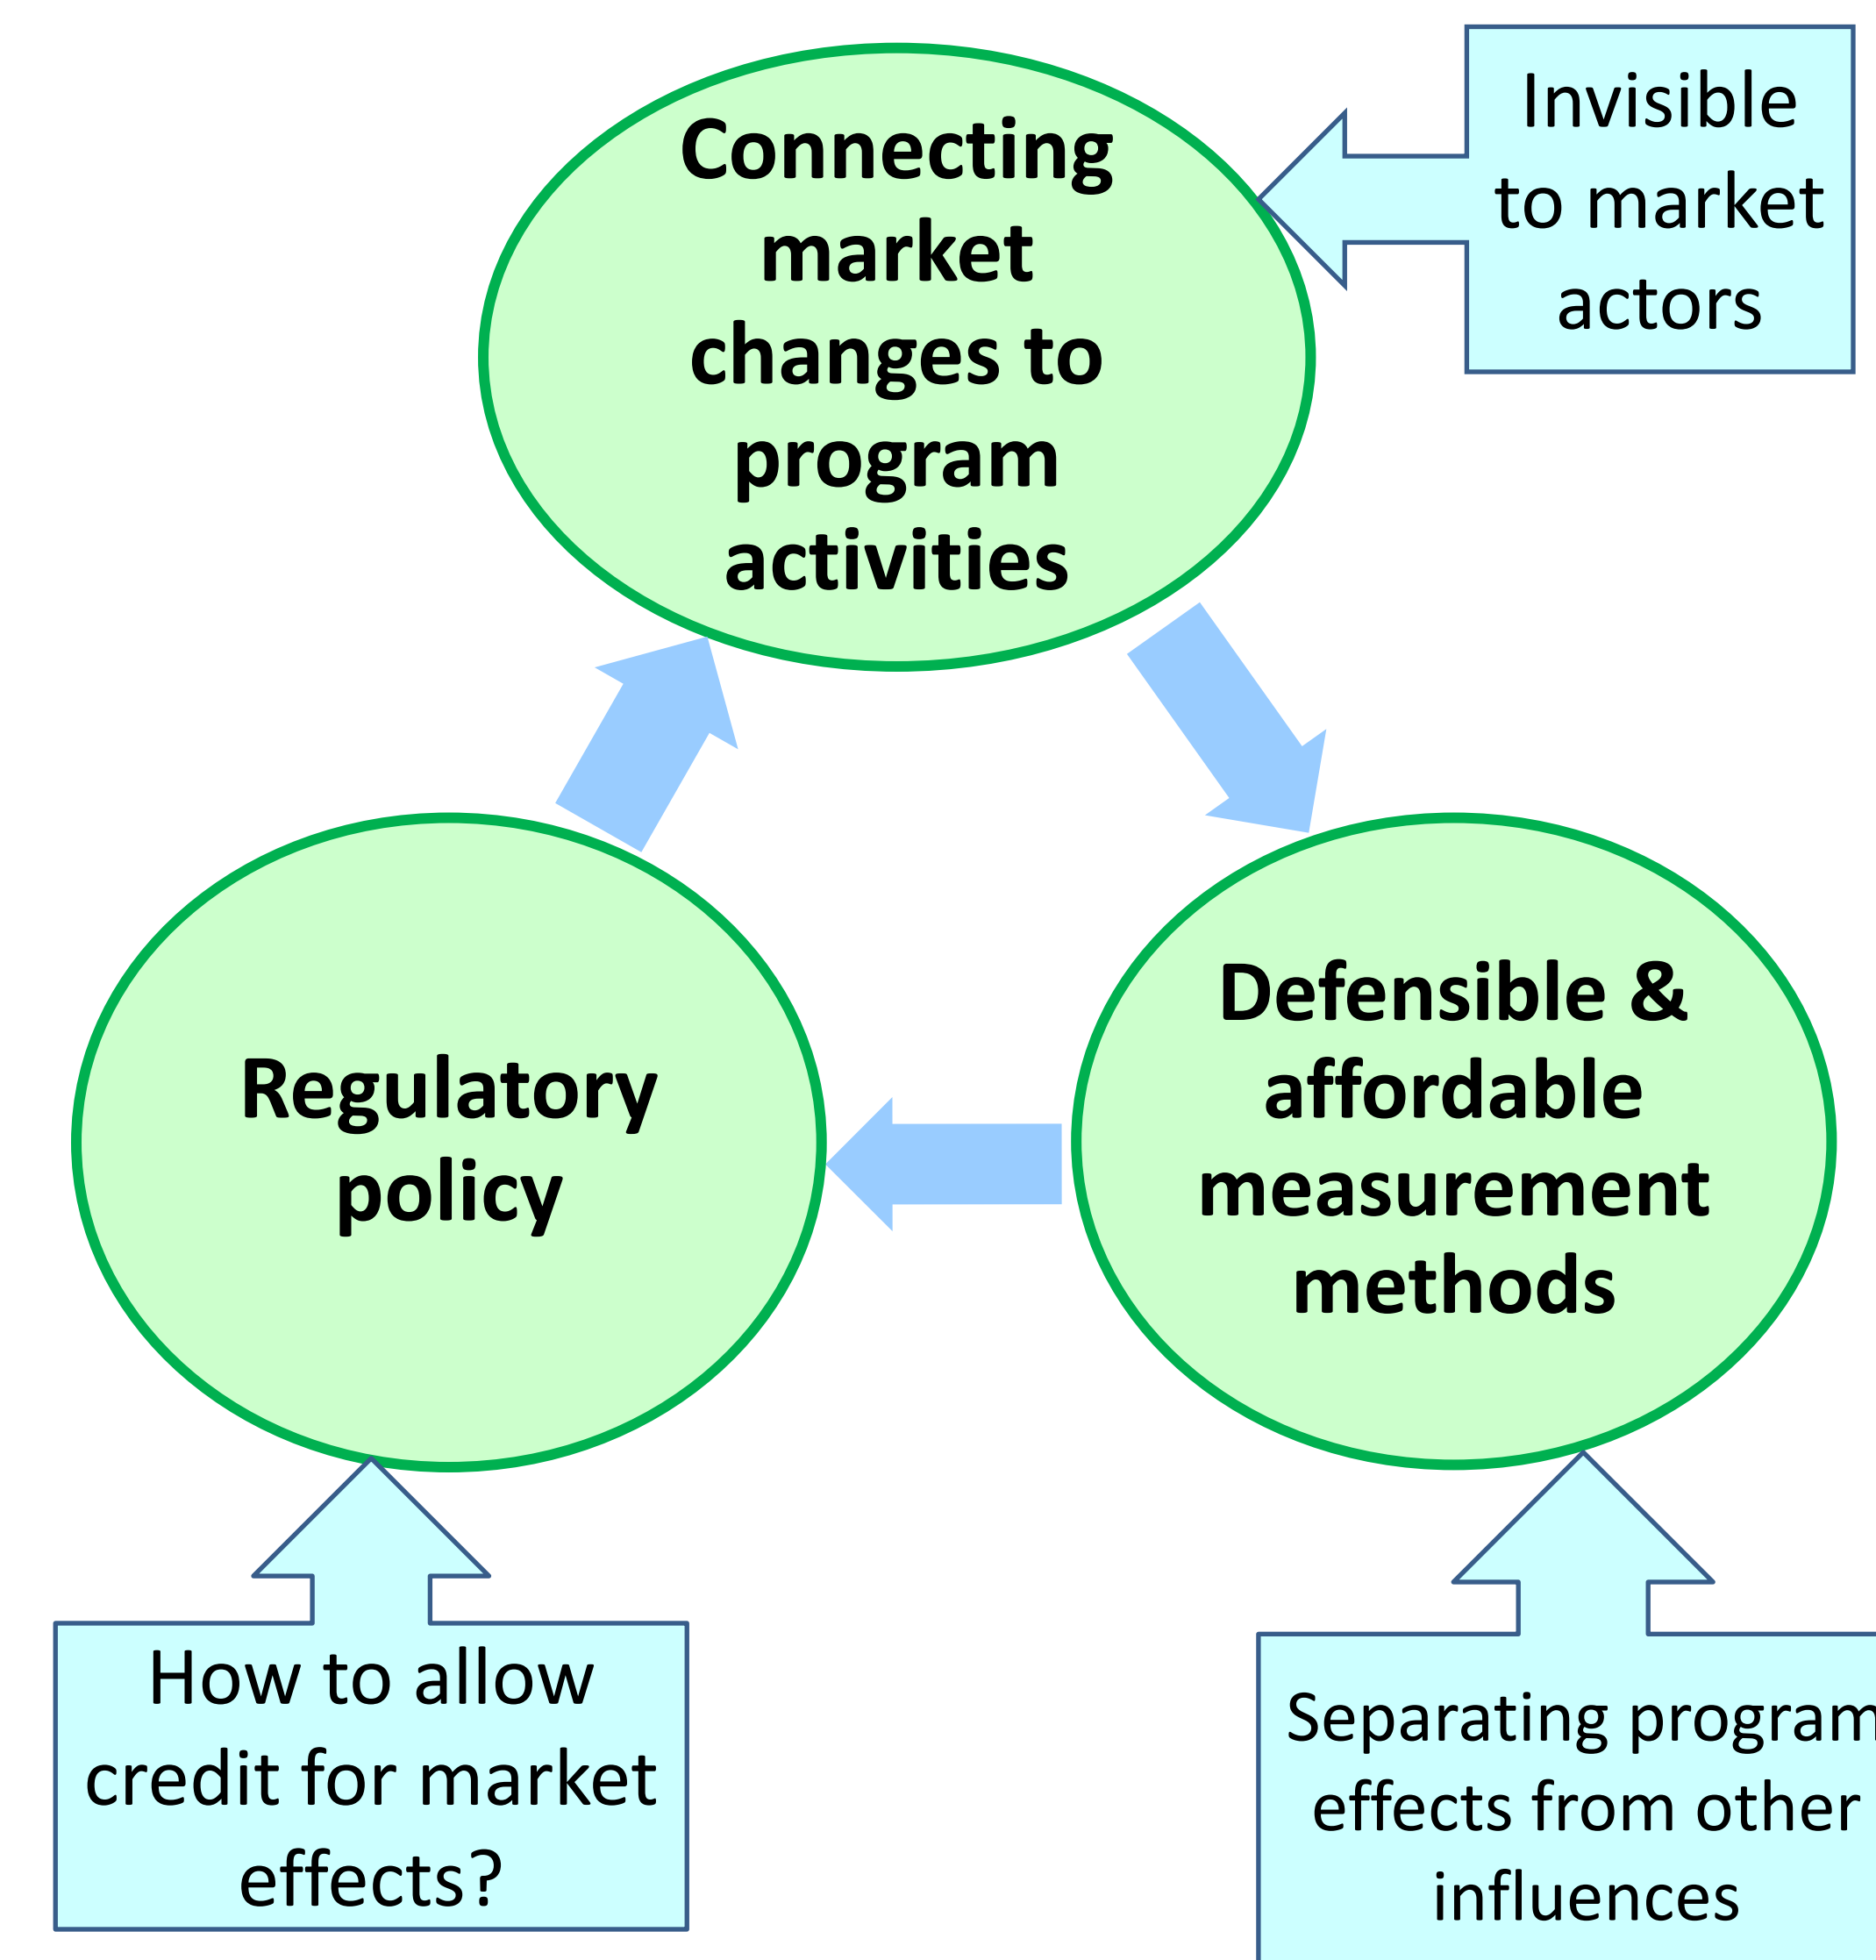 Connecting
market
changes to
program
activities
Invisible
to market
actors
Regulatory
policy
Defensible &
affordable
measurement
methods
How to allow
credit for market
effects?
Separating program
effects from other
influences